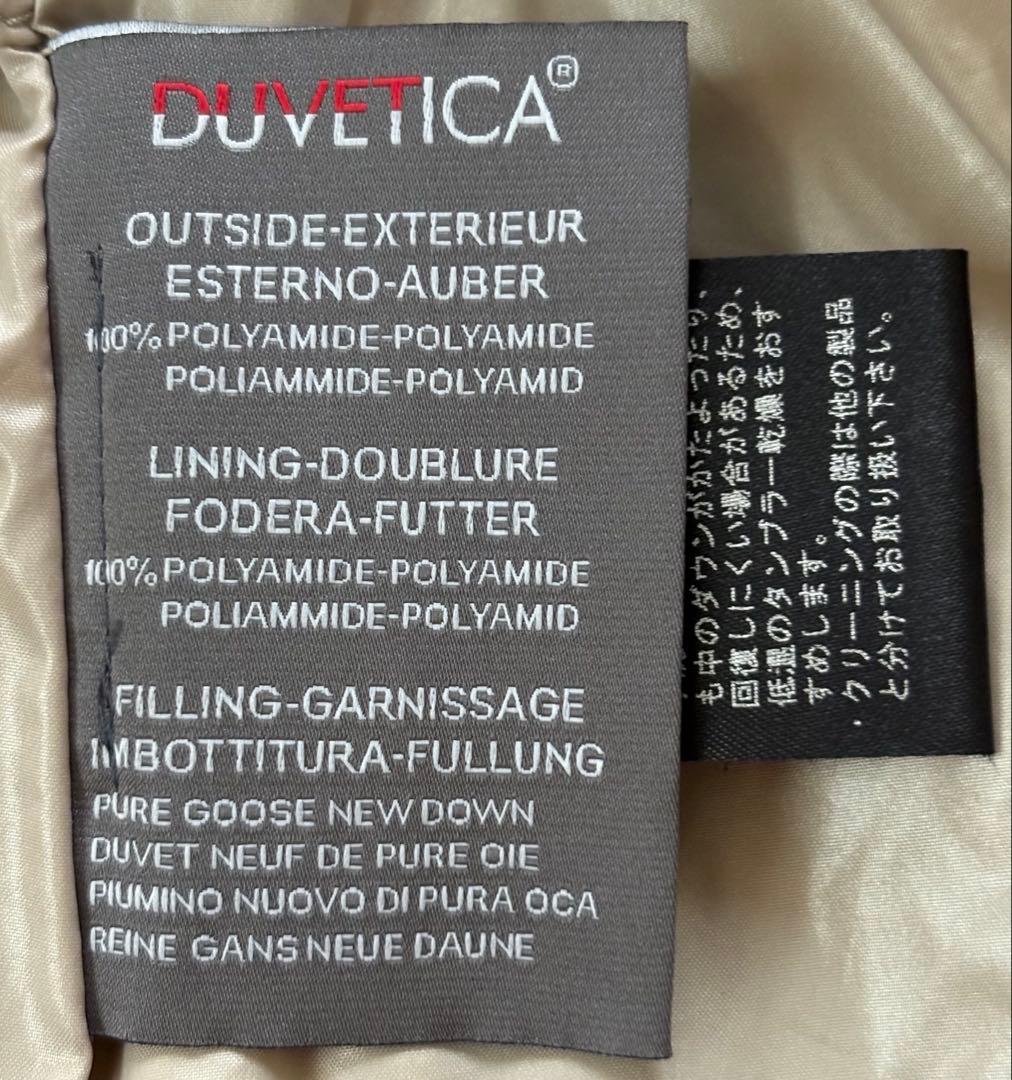 DUVETICA®
OUTSIDE-EXTERIEUR
ESTERNO-AUBER
100% POLYAMIDE-POLYAMIDE
POLIAMMIDE-POLYAMID
LINING-DOUBLURE
FODERA-FUTTER
100% POLYAMIDE-POLYAMIDE
POLIAMMIDE-POLYAMID
FILLING-GARNISSAGE
IMBOTTITURA-FULLUNG
PURE GOOSE NEW DOWN
DUVET NEUF DE PURE OIE
PIUMINO NUOVO DI PURA OCA
REINE GANS NEUE DAUNE
も中のダウンがかたよったり、
回復しにくい場合があるため、
低温のタンブラー乾燥をおす
すめします。
・クリーニングの際は他の製品
と分けてお取り扱い下さい。